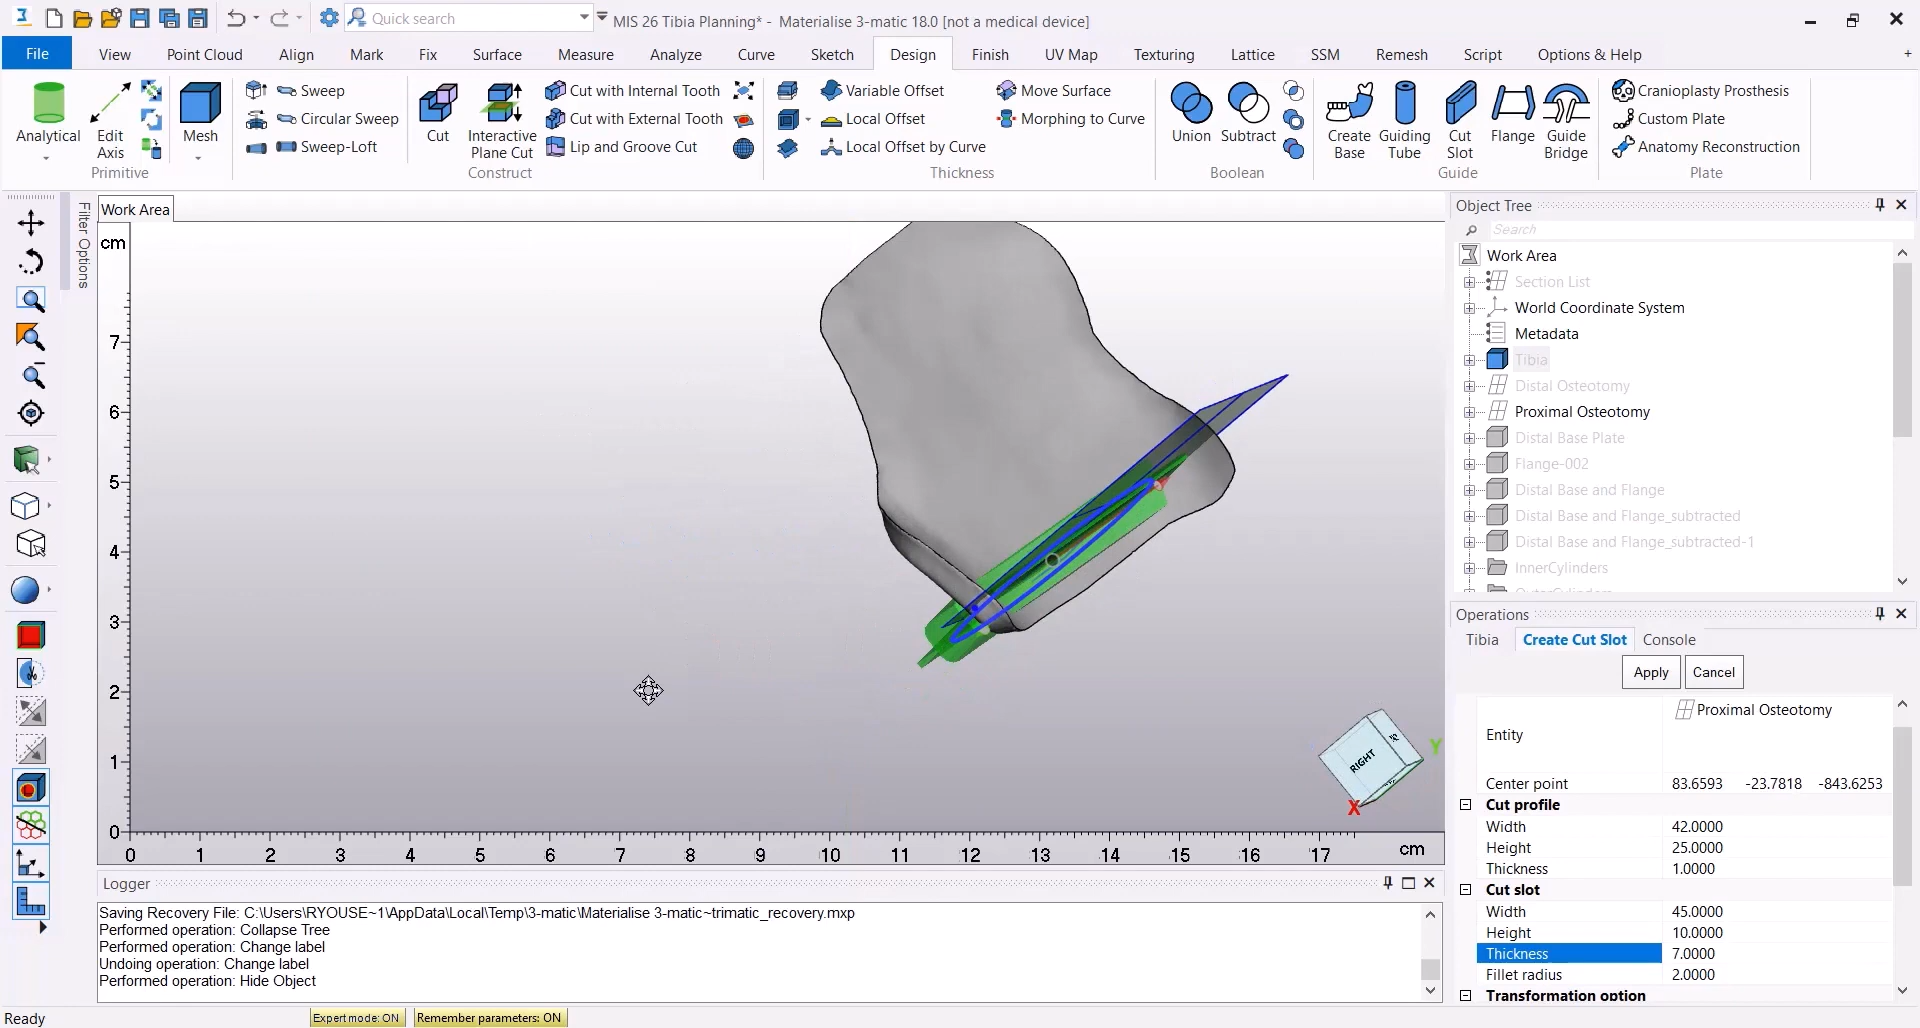 Quick search
MIS 26 Tibia Planning* - Materialise 3-matic 18.0 [not a medical device]
File View Point Cloud Align Mark Fix Surface Measure Analyze Curve Sketch Design Finish UV Map Texturing Lattice SSM Remesh Script Options & Help
Analytical
Edit Axis
Mesh
Primitive
Sweep
Circular Sweep
Sweep-Loft
Cut
Interactive Plane Cut
Cut with Internal Tooth
Cut with External Tooth
Lip and Groove Cut
Construct
Variable Offset
Local Offset
Local Offset by Curve
Move Surface
Morphing to Curve
Thickness
Union
Subtract
Boolean
Create Base
Guiding Tube
Cut Slot
Flange
Guide Bridge
Guide
Cranioplasty Prosthesis
Custom Plate
Anatomy Reconstruction
Plate
Filter Options
Work Area
cm
7
6
5
4
3
2
1
0
0 1 2 3 4 5 6 7 8 9 10 11 12 13 14 15 16 17 cm
RIGHT
Y
X
Object Tree
Search
Work Area
Section List
World Coordinate System
Metadata
Tibia
Distal Osteotomy
Proximal Osteotomy
Distal Base Plate
Flange-002
Distal Base and Flange
Distal Base and Flange_subtracted
Distal Base and Flange_subtracted-1
InnerCylinders
Operations
Tibia Create Cut Slot Console
Apply Cancel
Entity Proximal Osteotomy
Center point 83.6593 -23.7818 -843.6253
Cut profile
Width 42.0000
Height 25.0000
Thickness 1.0000
Cut slot
Width 45.0000
Height 10.0000
Thickness 7.0000
Fillet radius 2.0000
Transformation option
Logger
Saving Recovery File: C:\Users\RYOUSE~1\AppData\Local\Temp\3-matic\Materialise 3-matic~trimatic_recovery.mxp
Performed operation: Collapse Tree
Performed operation: Change label
Undoing operation: Change label
Performed operation: Hide Object
Ready
Expert mode: ON
Remember parameters: ON